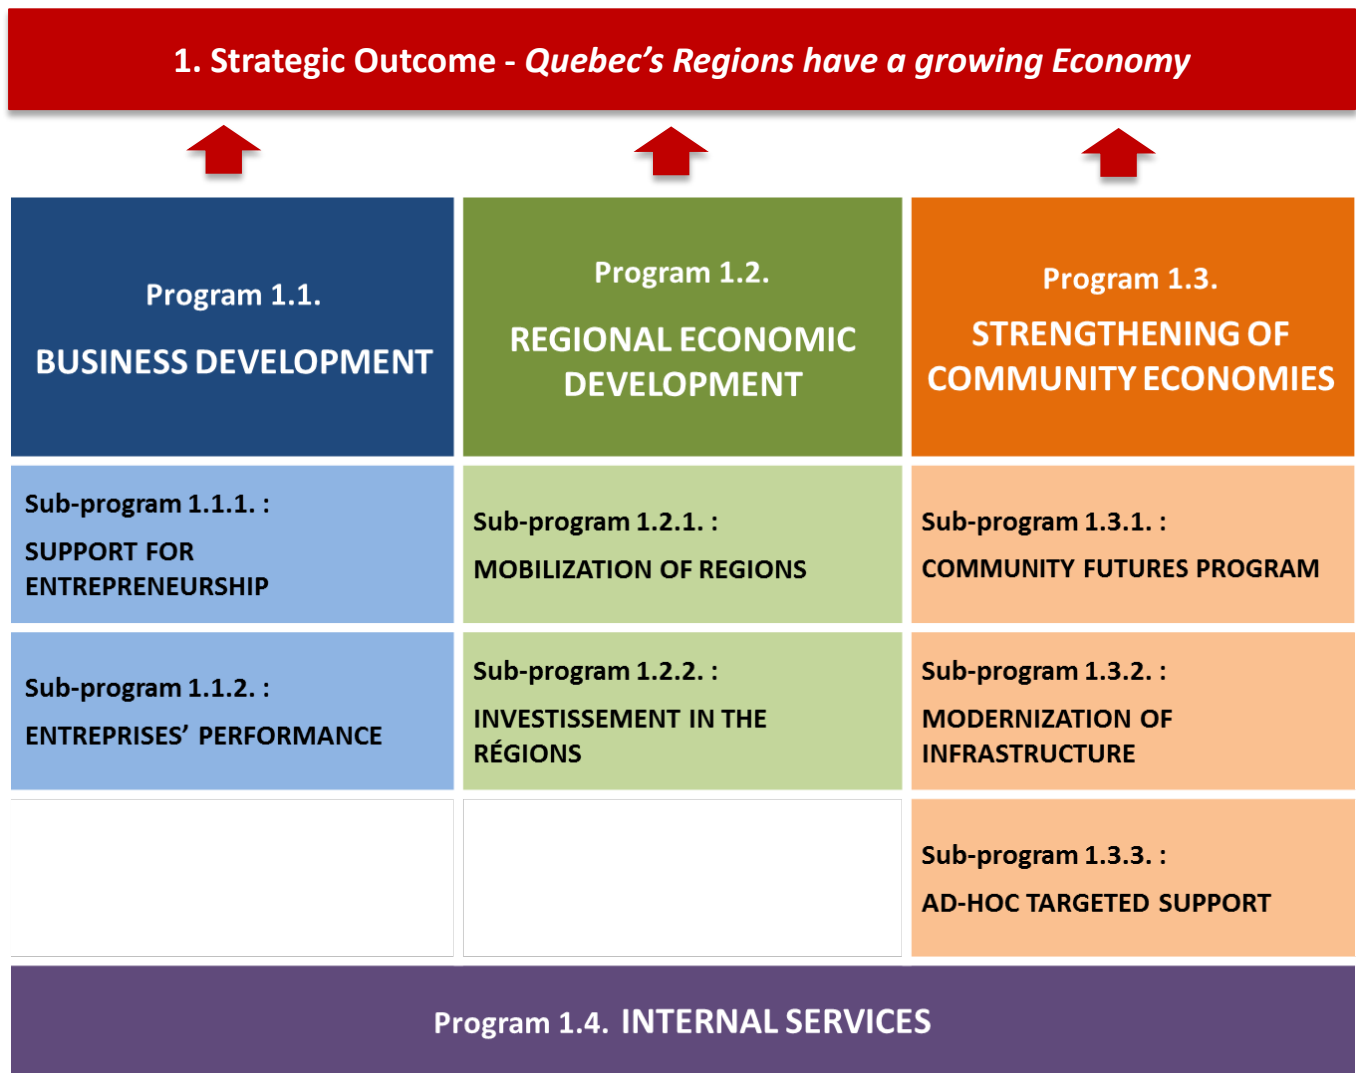 1. Strategic Outcome - Quebec's Regions have a growing Economy
Program 1.1.
BUSINESS DEVELOPMENT
Program 1.2.
REGIONAL ECONOMIC
DEVELOPMENT
Program 1.3.
STRENGTHENING OF
COMMUNITY ECONOMIES
Sub-program 1.1.1. :
SUPPORT FOR
ENTREPRENEURSHIP
Sub-program 1.2.1. :
MOBILIZATION OF REGIONS
Sub-program 1.3.1. :
COMMUNITY FUTURES PROGRAM
Sub-program 1.1.2. :
ENTREPRISES’ PERFORMANCE
Sub-program 1.2.2. :
INVESTISSEMENT IN THE
RÉGIONS
Sub-program 1.3.2. :
MODERNIZATION OF
INFRASTRUCTURE
Sub-program 1.3.3. :
AD-HOC TARGETED SUPPORT
Program 1.4. INTERNAL SERVICES